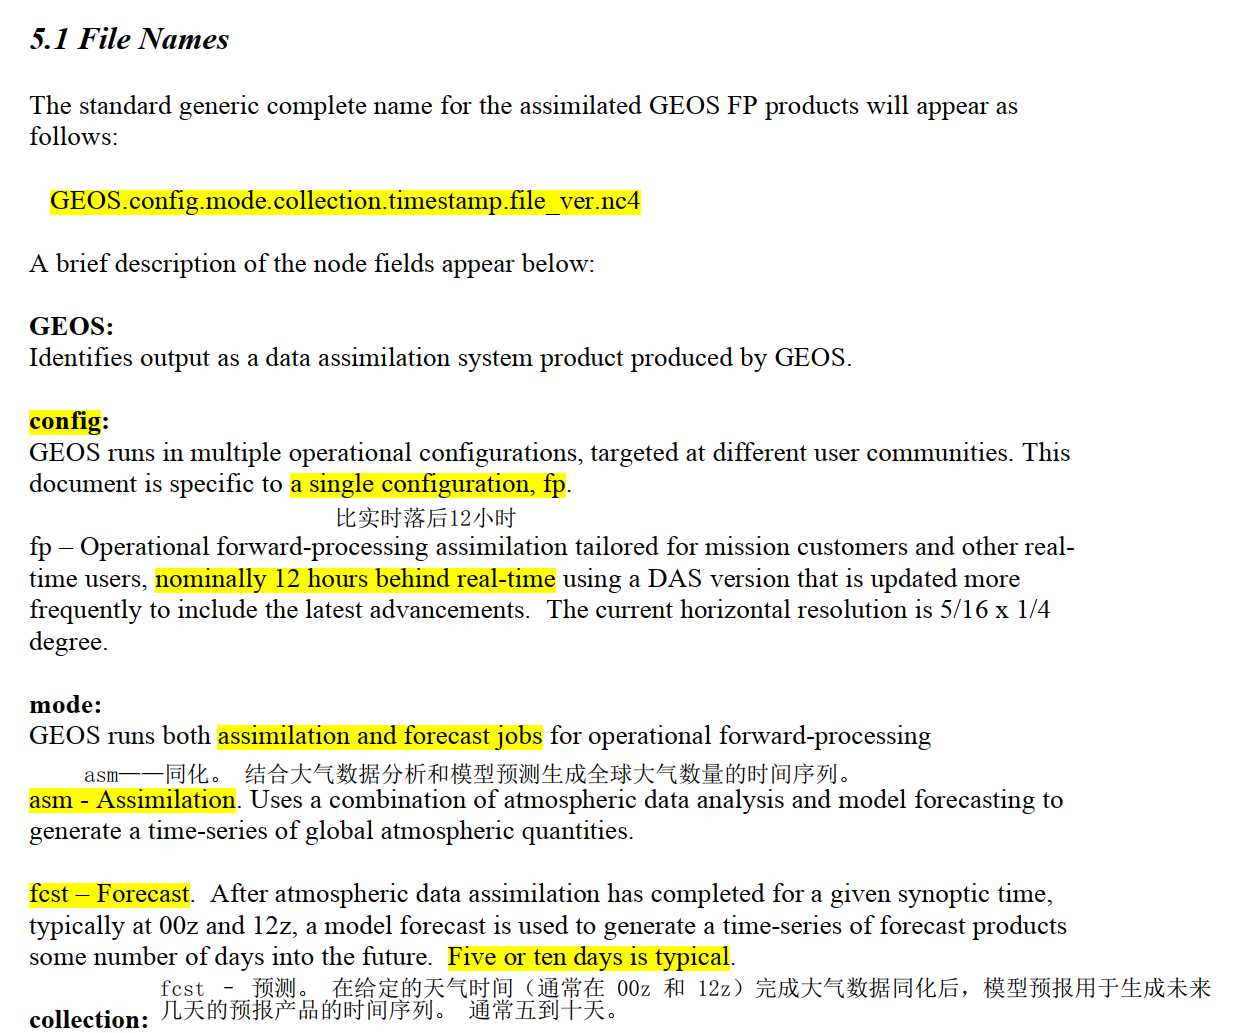 5.1 File Names
The standard generic complete name for the assimilated GEOS FP products will appear as
follows:
GEOS.config.mode.collection.timestamp.file_ver.nc4
A brief description of the node fields appear below:
GEOS:
Identifies output as a data assimilation system product produced by GEOS.
config:
GEOS runs in multiple operational configurations, targeted at different user communities. This
document is specific to a single configuration, fp.
比实时落后12小时
fp – Operational forward-processing assimilation tailored for mission customers and other real-
time users, nominally 12 hours behind real-time using a DAS version that is updated more
frequently to include the latest advancements.  The current horizontal resolution is 5/16 x 1/4
degree.
mode:
GEOS runs both assimilation and forecast jobs for operational forward-processing
asm——同化。 结合大气数据分析和模型预测生成全球大气数量的时间序列。
asm - Assimilation. Uses a combination of atmospheric data analysis and model forecasting to
generate a time-series of global atmospheric quantities.
fcst – Forecast.  After atmospheric data assimilation has completed for a given synoptic time,
typically at 00z and 12z, a model forecast is used to generate a time-series of forecast products
some number of days into the future.  Five or ten days is typical.
fcst – 预测。 在给定的天气时间（通常在 00z 和 12z）完成大气数据同化后，模型预报用于生成未来
几天的预报产品的时间序列。 通常五到十天。
collection: